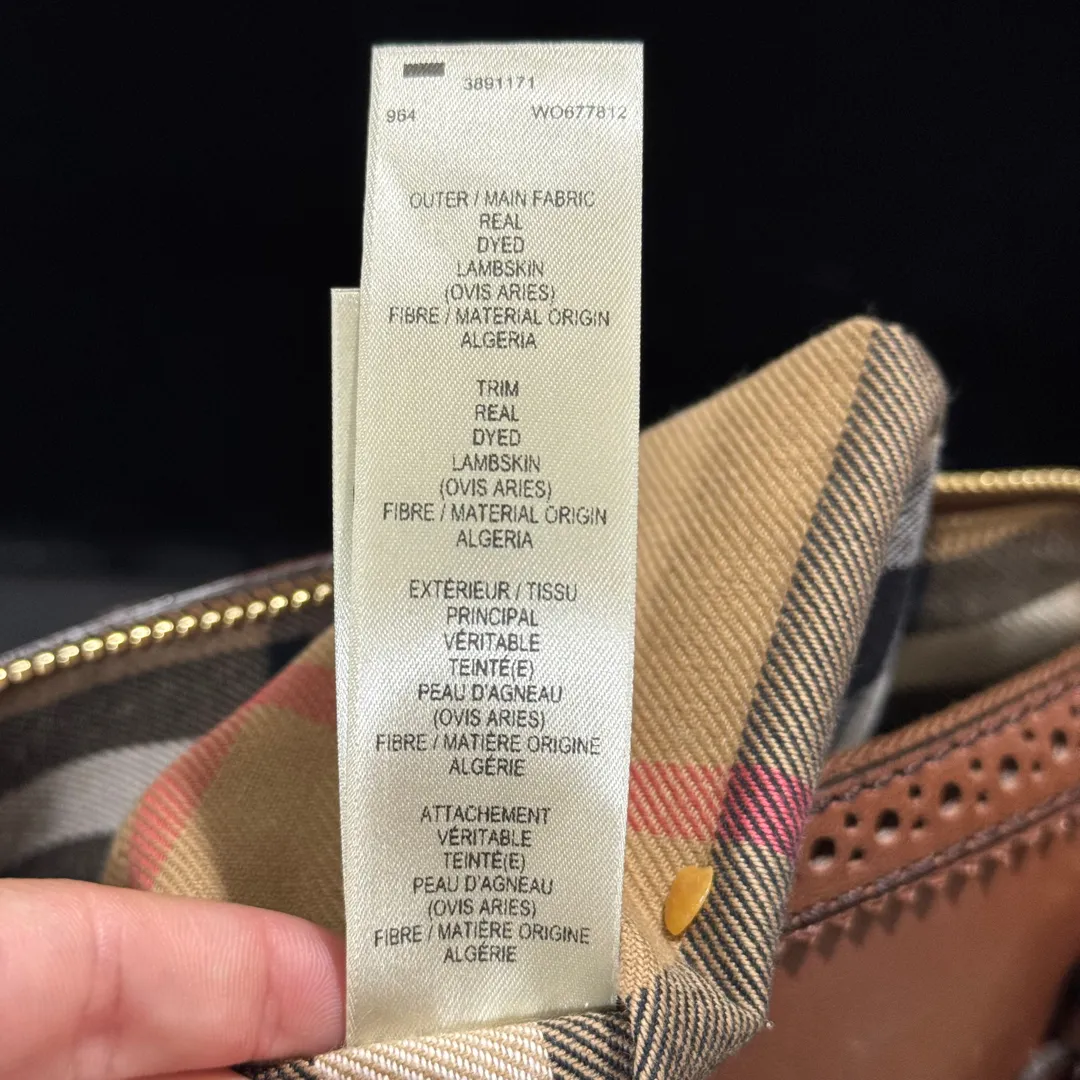 3891171
964 WO677812
OUTER / MAIN FABRIC
REAL
DYED
LAMBSKIN
(OVIS ARIES)
FIBRE / MATERIAL ORIGIN
ALGERIA
TRIM
REAL
DYED
LAMBSKIN
(OVIS ARIES)
FIBRE / MATERIAL ORIGIN
ALGERIA
EXTÉRIEUR / TISSU
PRINCIPAL
VÉRITABLE
TEINTÉ(E)
PEAU D'AGNEAU
(OVIS ARIES)
FIBRE / MATIÈRE ORIGINE
ALGÉRIE
ATTACHEMENT
VÉRITABLE
TEINTÉ(E)
PEAU D'AGNEAU
(OVIS ARIES)
FIBRE / MATIÈRE ORIGINE
ALGÉRIE